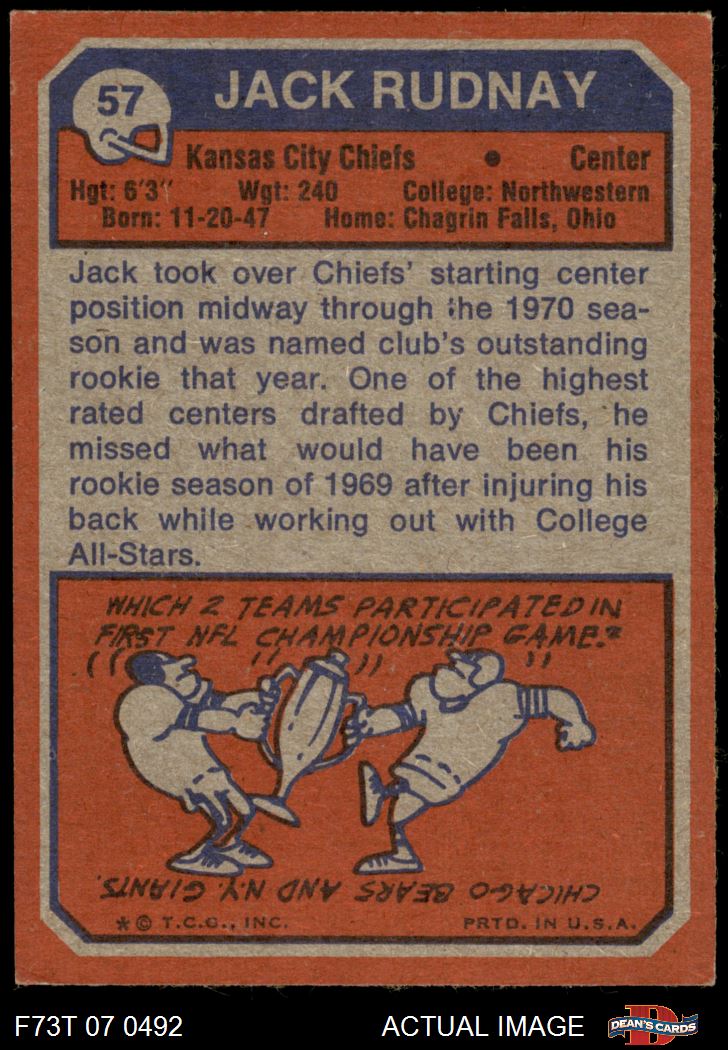 57
JACK RUDNAY
Kansas City Chiefs • Center
Hgt: 6'3" Wgt: 240 College: Northwestern
Born: 11-20-47 Home: Chagrin Falls, Ohio
Jack took over Chiefs' starting center
position midway through the 1970 sea-
son and was named club's outstanding
rookie that year. One of the highest
rated centers drafted by Chiefs, he
missed what would have been his
rookie season of 1969 after injuring his
back while working out with College
All-Stars.
WHICH 2 TEAMS PARTICIPATED IN
FIRST NFL CHAMPIONSHIP GAME?
CHICAGO BEARS AND N.Y. GIANTS.
* © T.C.G., INC. PRTD. IN U.S.A.
F73T 07 0492 ACTUAL IMAGE
D
DEAN'S CARDS